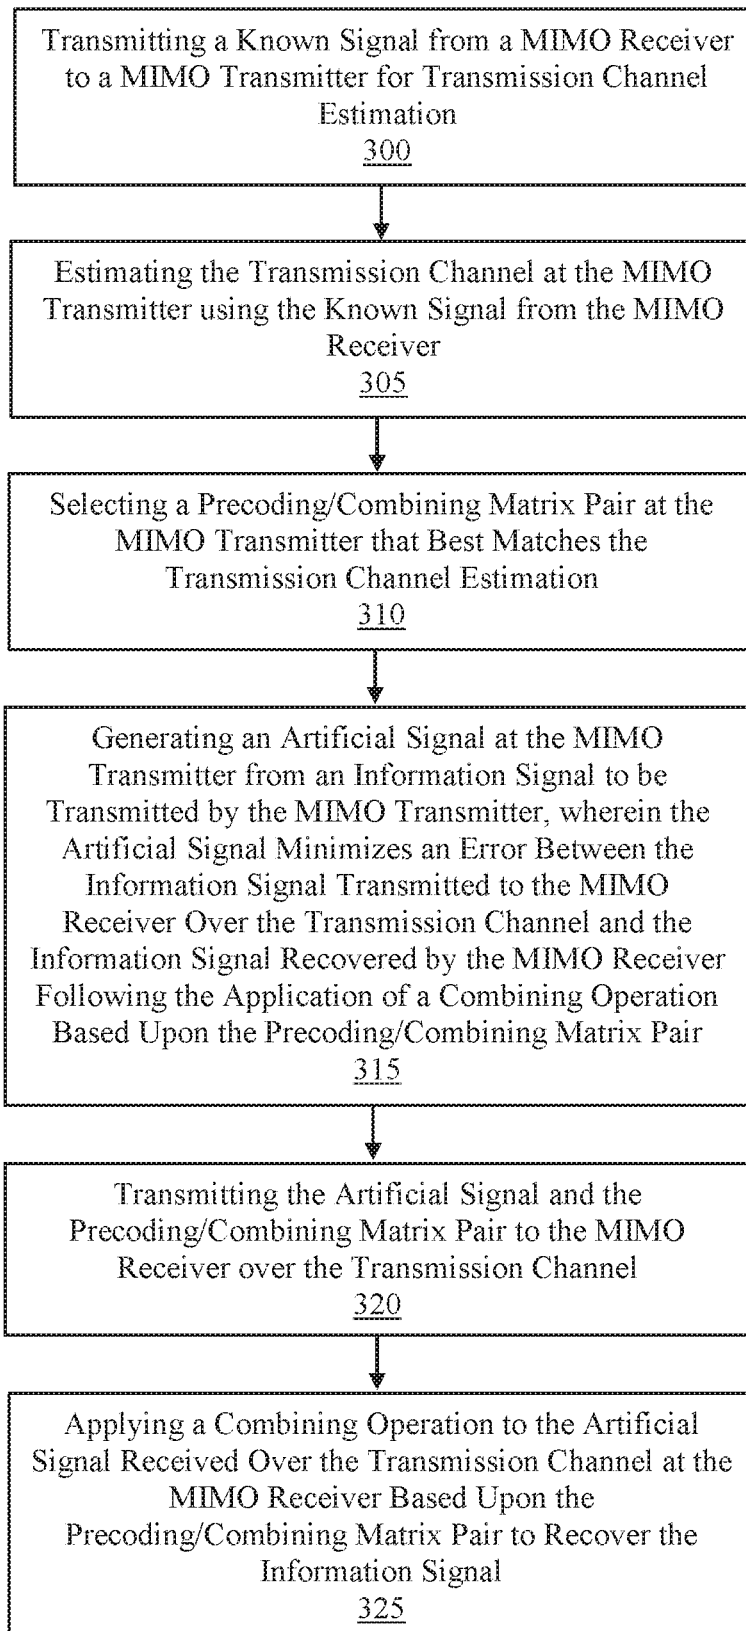 Transmitting a Known Signal from a MIMO Receiver
to a MIMO Transmitter for Transmission Channel
Estimation
300
Estimating the Transmission Channel at the MIMO
Transmitter using the Known Signal from the MIMO
Receiver
305
Selecting a Precoding/Combining Matrix Pair at the
MIMO Transmitter that Best Matches the
Transmission Channel Estimation
310
Generating an Artificial Signal at the MIMO
Transmitter from an Information Signal to be
Transmitted by the MIMO Transmitter, wherein the
Artificial Signal Minimizes an Error Between the
Information Signal Transmitted to the MIMO
Receiver Over the Transmission Channel and the
Information Signal Recovered by the MIMO Receiver
Following the Application of a Combining Operation
Based Upon the Precoding/Combining Matrix Pair
315
Transmitting the Artificial Signal and the
Precoding/Combining Matrix Pair to the MIMO
Receiver over the Transmission Channel
320
Applying a Combining Operation to the Artificial
Signal Received Over the Transmission Channel at the
MIMO Receiver Based Upon the
Precoding/Combining Matrix Pair to Recover the
Information Signal
325